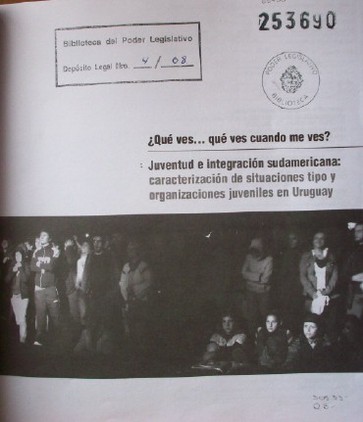 253690
Biblioteca del Poder Legislativo
Depósito Legal Nro. 4 / 08
PODER LEGISLATIVO
BIBLIOTECA
¿Qué ves... qué ves cuando me ves?
Juventud e integración sudamericana:
caracterización de situaciones tipo y
organizaciones juveniles en Uruguay